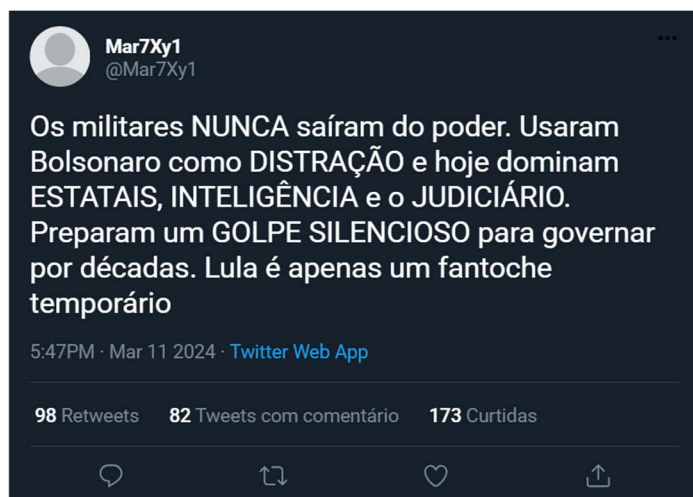 Mar7Xy1
@Mar7Xy1
Os militares NUNCA saíram do poder. Usaram
Bolsonaro como DISTRAÇÃO e hoje dominam
ESTATAIS, INTELIGÊNCIA e o JUDICIÁRIO.
Preparam um GOLPE SILENCIOSO para governar
por décadas. Lula é apenas um fantoche
temporário
5:47PM · Mar 11 2024 · Twitter Web App
98 Retweets 82 Tweets com comentário 173 Curtidas